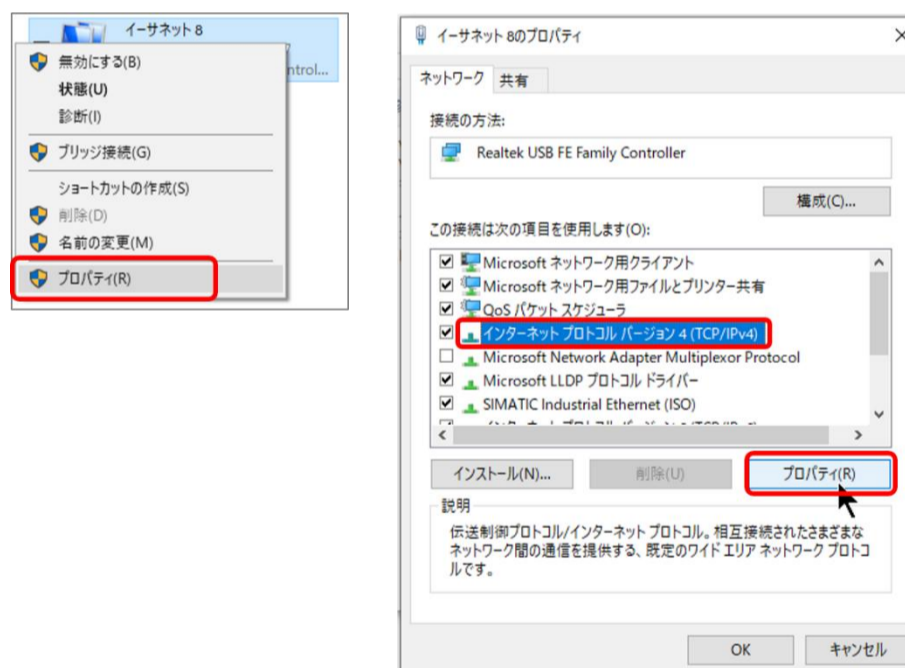 イーサネット 8
ntrol...
無効にする(B)
状態(U)
診断(I)
ブリッジ接続(G)
ショートカットの作成(S)
削除(D)
名前の変更(M)
プロパティ(R)
イーサネット 8のプロパティ
ネットワーク
共有
接続の方法:
Realtek USB FE Family Controller
構成(C)...
この接続は次の項目を使用します(O):
Microsoft ネットワーク用クライアント
Microsoft ネットワーク用ファイルとプリンター共有
QoS パケット スケジューラ
インターネット プロトコル バージョン 4 (TCP/IPv4)
Microsoft Network Adapter Multiplexor Protocol
Microsoft LLDP プロトコル ドライバー
SIMATIC Industrial Ethernet (ISO)
インストール(N)...
削除(U)
プロパティ(R)
説明
伝送制御プロトコル/インターネット プロトコル。相互接続されたさまざまな
ネットワーク間の通信を提供する、既定のワイド エリア ネットワーク プロトコ
ルです。
OK
キャンセル